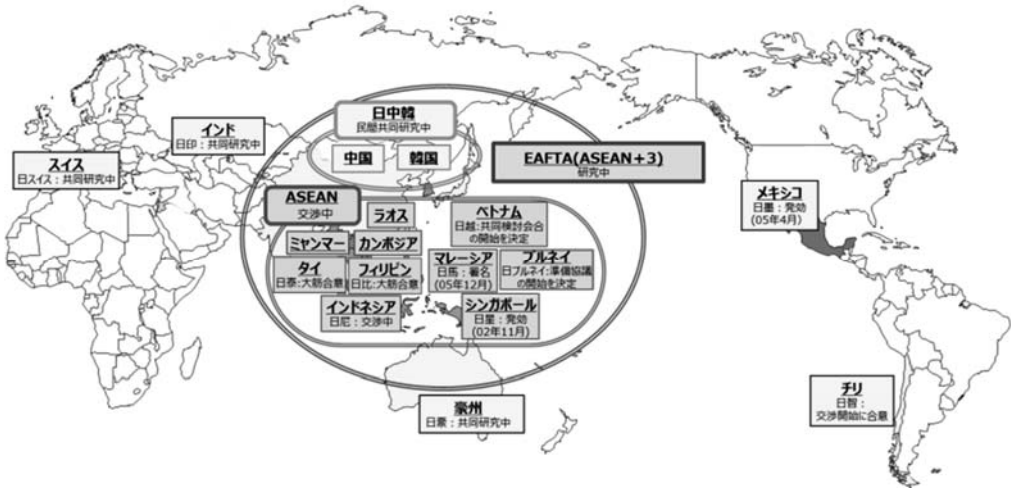 日中韓
民間共同研究中
インド
日印：共同研究中
中国
韓国
EAFTA(ASEAN＋3)
研究中
スイス
日スイス：共同研究中
メキシコ
日墨：発効
(05年4月)
ASEAN
交渉中
ラオス
ベトナム
日越:共同検討会合
の開始を決定
ミャンマー
カンボジア
マレーシア
日馬：署名
(05年12月)
ブルネイ
日ブルネイ:準備協議
の開始を決定
タイ
日泰:大筋合意
フィリピン
日比:大筋合意
インドネシア
日尼：交渉中
シンガポール
日星：発効
(02年11月)
チリ
日智：
交渉開始に合意
豪州
日豪：共同研究中